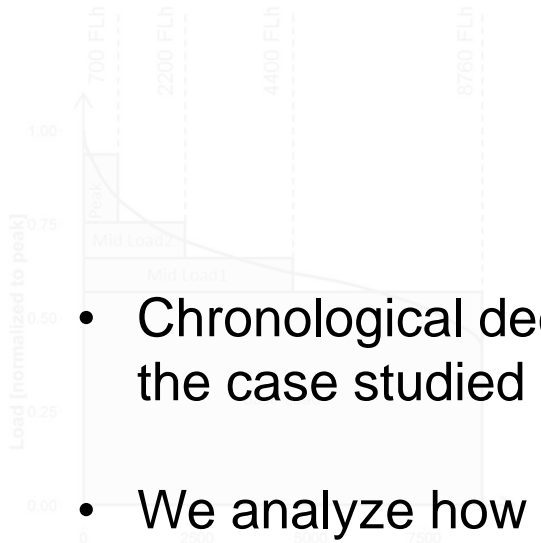 700 FLh
2200 FLh
4400 FLh
8760 FLh
1.00
Peak
0.75
Mid Load2
Mid Load1
Load [normalized to peak]
• Chronological de
0.50
the case studied
0.25
• We analyze how
0.00
0
2500
5000
7500